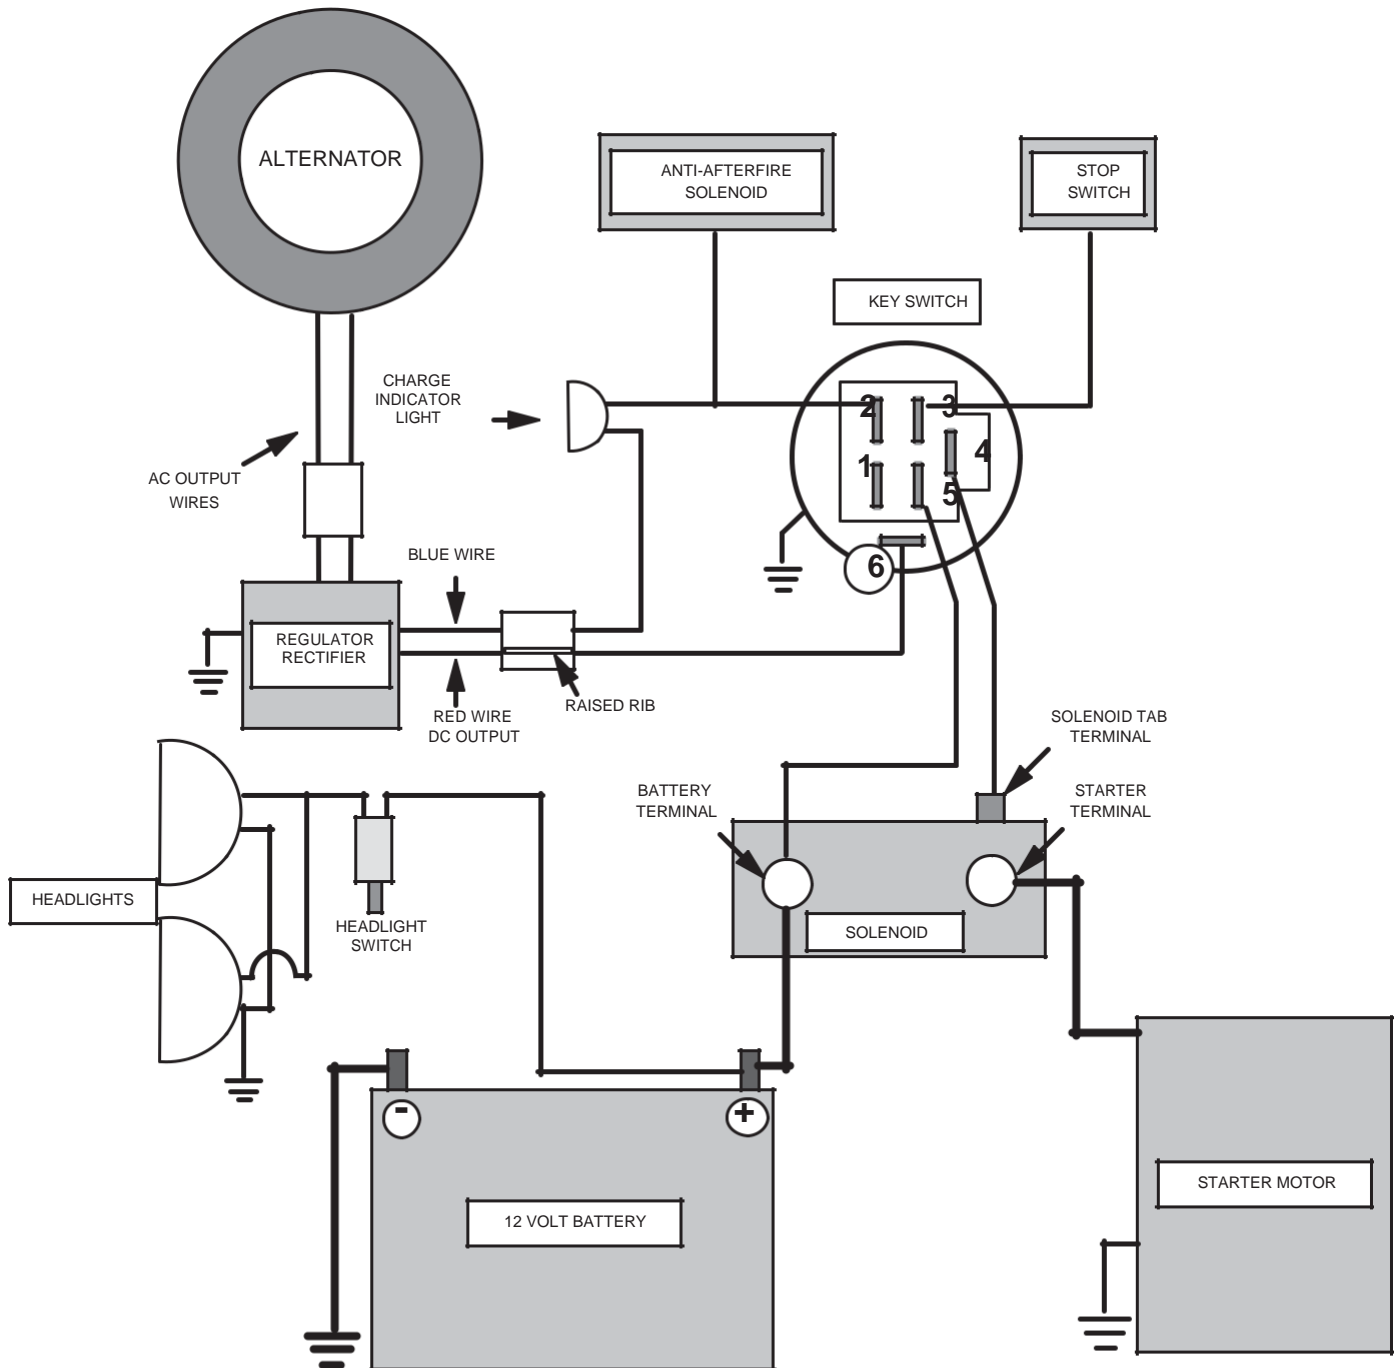 ALTERNATOR
ANTI-AFTERFIRE
SOLENOID
STOP
SWITCH
KEY SWITCH
CHARGE
INDICATOR
LIGHT
2
3
4
1
5
6
AC OUTPUT
WIRES
BLUE WIRE
REGULATOR
RECTIFIER
RAISED RIB
RED WIRE
DC OUTPUT
SOLENOID TAB
TERMINAL
BATTERY
TERMINAL
STARTER
TERMINAL
HEADLIGHTS
HEADLIGHT
SWITCH
SOLENOID
-
+
12 VOLT BATTERY
STARTER MOTOR